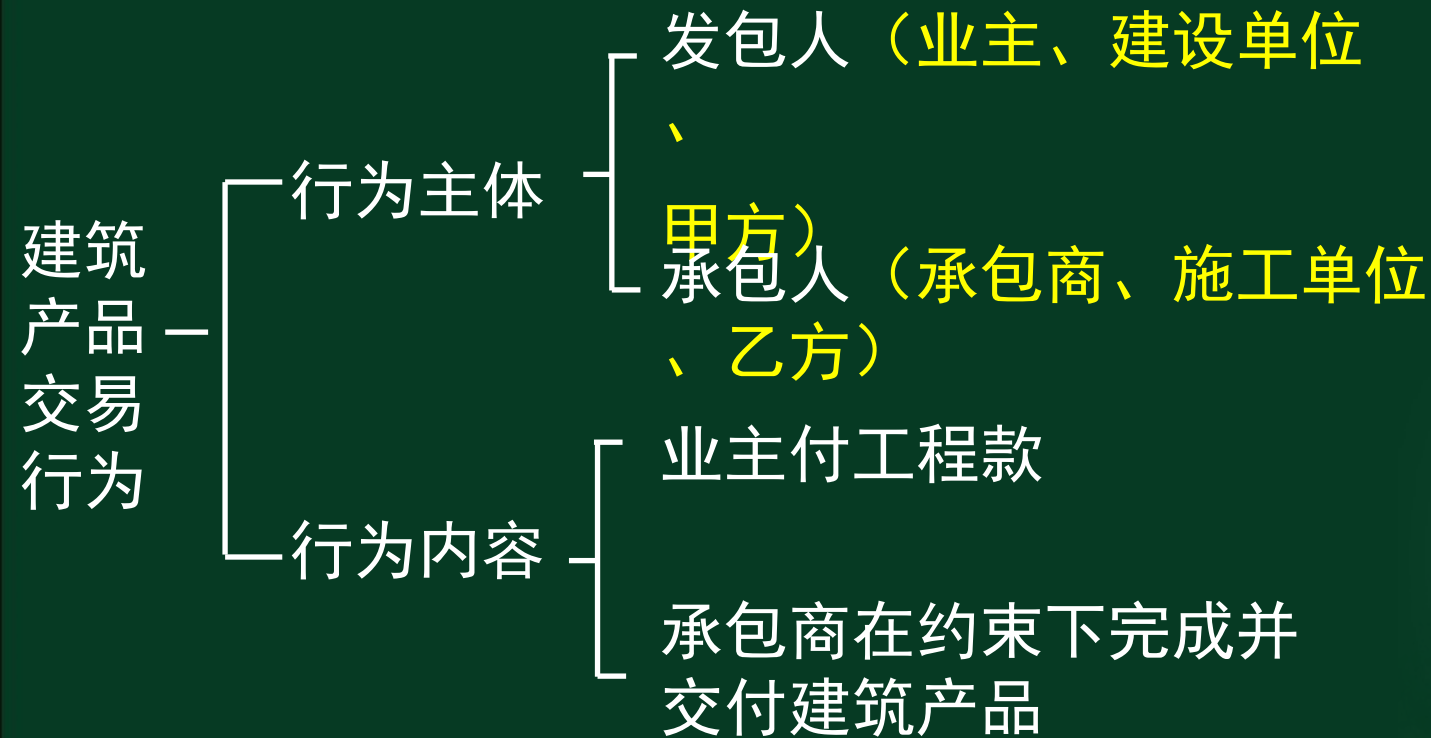 建筑
产品
交易
行为
行为主体
发包人（业主、建设单位
、
甲方）
承包人（承包商、施工单位
、乙方）
行为内容
业主付工程款
承包商在约束下完成并
交付建筑产品